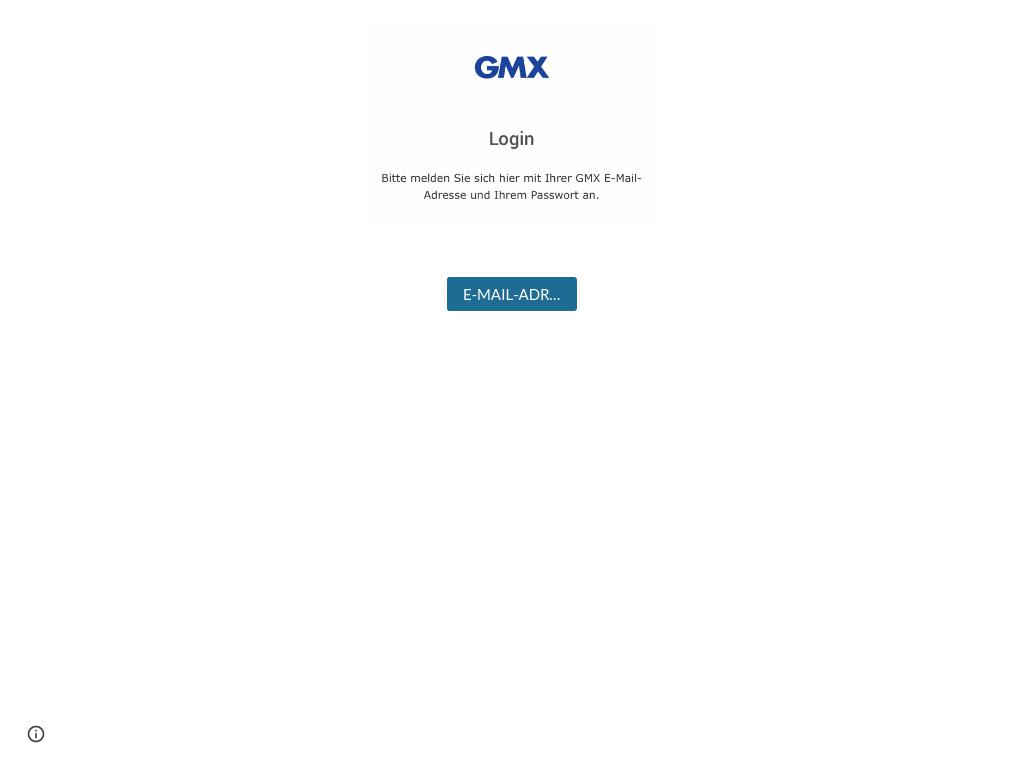 GMX
Login
Bitte melden Sie sich hier mit Ihrer GMX E-Mail-
Adresse und Ihrem Passwort an.
E-MAIL-ADR...